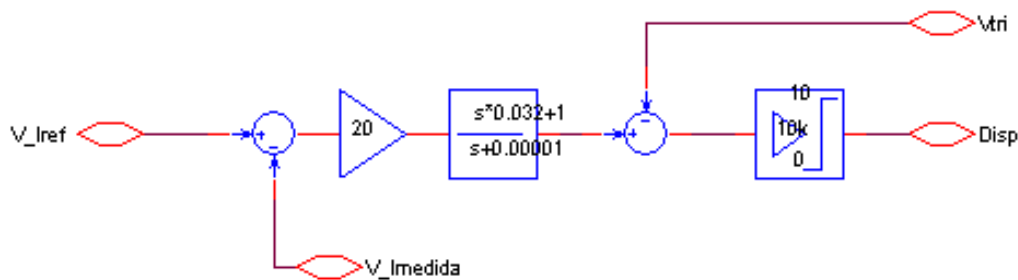 Vtri
V_Iref
+
-
20
s*0.032+1
s+0.00001
+
-
10
10k
0
Disp
V_Imedida